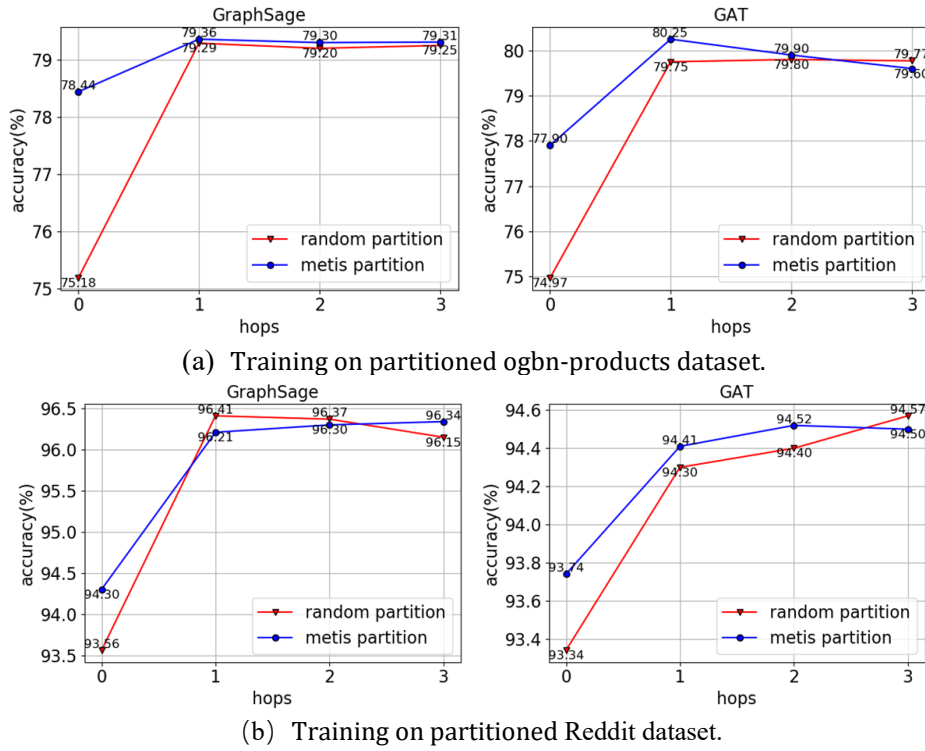 GraphSage
GAT
79.36
79.30
79.31
79.29
79.20
79.25
78.44
75.18
79
78
77
76
75
accuracy(%)
random partition
metis partition
0 1 2 3
hops
80.25
79.90
79.77
79.75
79.80
79.60
77.90
74.97
80
79
78
77
76
75
accuracy(%)
random partition
metis partition
0 1 2 3
hops
(a) Training on partitioned ogbn-products dataset.
GraphSage
GAT
96.41
96.37
96.34
96.21
96.30
96.15
94.30
93.56
96.5
96.0
95.5
95.0
94.5
94.0
93.5
accuracy(%)
random partition
metis partition
0 1 2 3
hops
94.57
94.52
94.41
94.50
94.40
94.30
93.74
93.34
94.6
94.4
94.2
94.0
93.8
93.6
93.4
accuracy(%)
random partition
metis partition
0 1 2 3
hops
(b) Training on partitioned Reddit dataset.